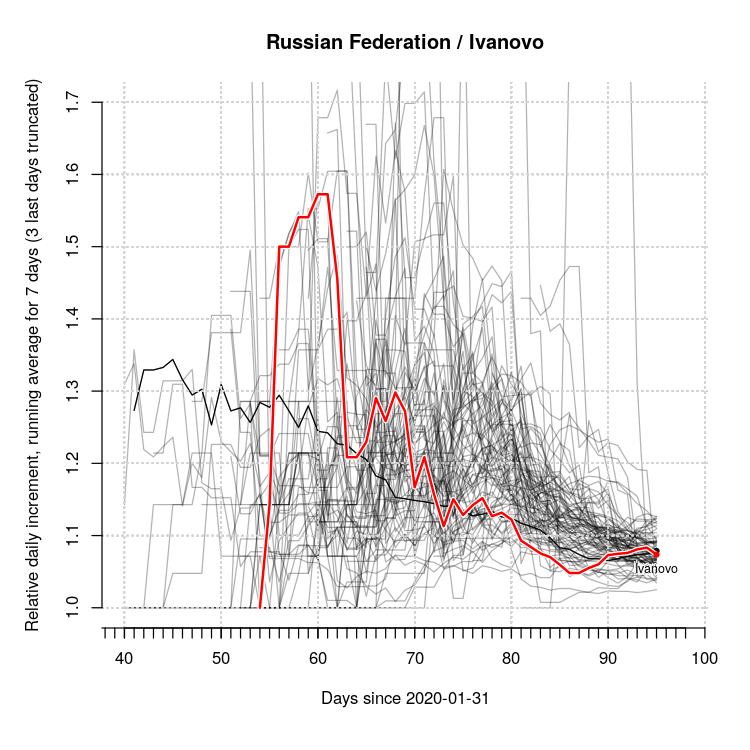 Russian Federation / Ivanovo
Relative daily increment, running average for 7 days (3 last days truncated)
1.7
1.6
1.5
1.4
1.3
1.2
1.1
1.0
Ivanovo
40 50 60 70 80 90 100
Days since 2020-01-31